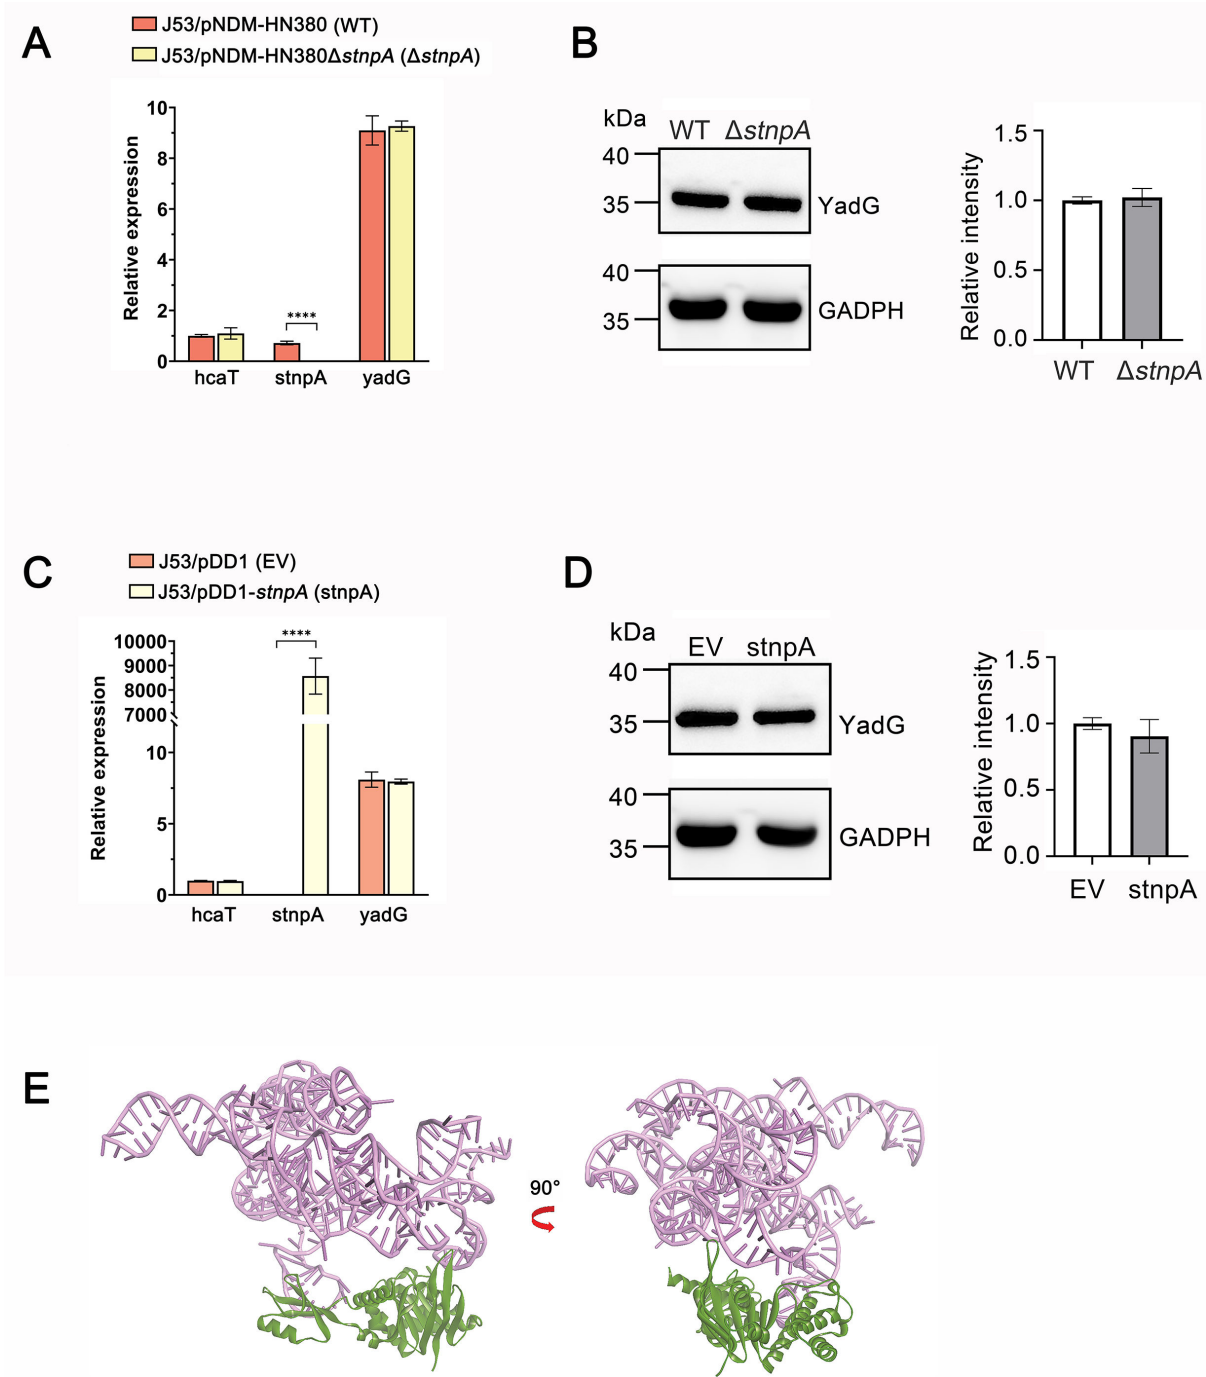 A
J53/pNDM-HN380 (WT)
J53/pNDM-HN380ΔstnpA (ΔstnpA)
Relative expression
10
8
6
4
2
0
****
hcaT stnpA yadG
B
kDa
WT ΔstnpA
40
35
YadG
40
35
GADPH
Relative intensity
1.5
1.0
0.5
0.0
WT ΔstnpA
C
J53/pDD1 (EV)
J53/pDD1-stnpA (stnpA)
Relative expression
10000
9000
8000
7000
10
5
0
****
hcaT stnpA yadG
D
kDa
EV stnpA
40
35
YadG
40
35
GADPH
Relative intensity
1.5
1.0
0.5
0.0
EV stnpA
E
90°